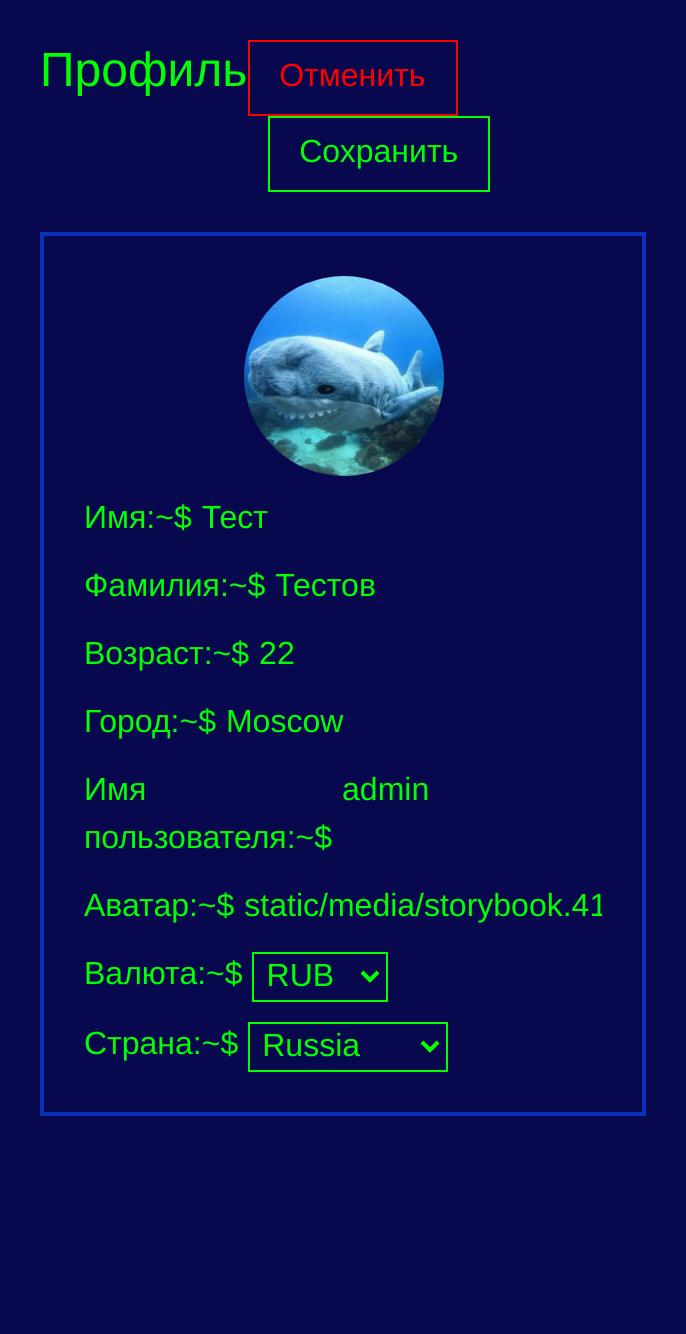 Профиль
Отменить
Сохранить
Имя:~$ Тест
Фамилия:~$ Тестов
Возраст:~$ 22
Город:~$ Moscow
Имя admin
пользователя:~$
Аватар:~$ static/media/storybook.41
Валюта:~$ RUB
Страна:~$ Russia